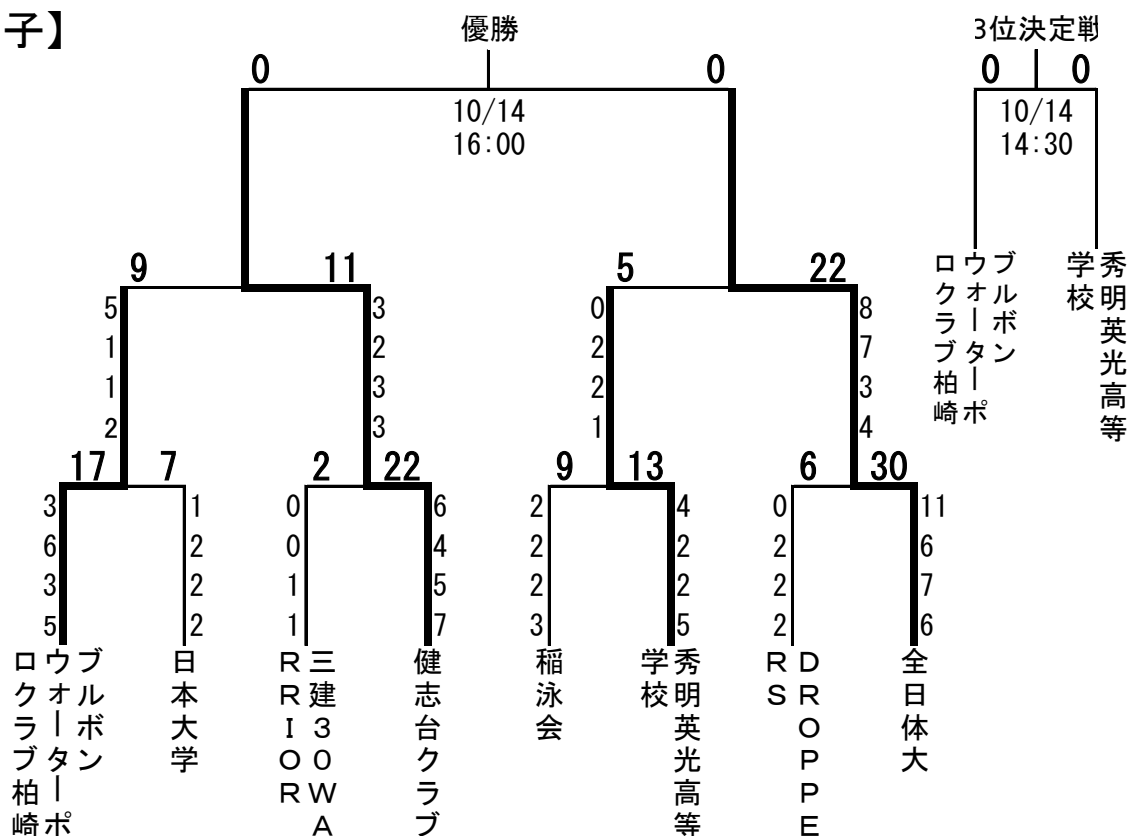 子】
優勝
3位決定戦
0 0
0 0
10/14
16:00
10/14
14:30
ブルボンウォーターポロクラブ柏崎
秀明英光高等学校
9 11
5 22
5 3
1 2
1 3
2 3
0 8
2 7
2 3
1 4
17 7
2 22
9 13
6 30
3 1
6 2
3 2
5 2
0 6
0 4
1 5
1 7
2 4
2 2
2 2
3 5
0 11
2 6
2 7
2 6
ブルボン
ウォーターポ
ロクラブ柏崎
日本大学
三建30WA
RRIOR
健志台クラブ
稲泳会
秀明英光高等
学校
DROPPE
RS
全日体大